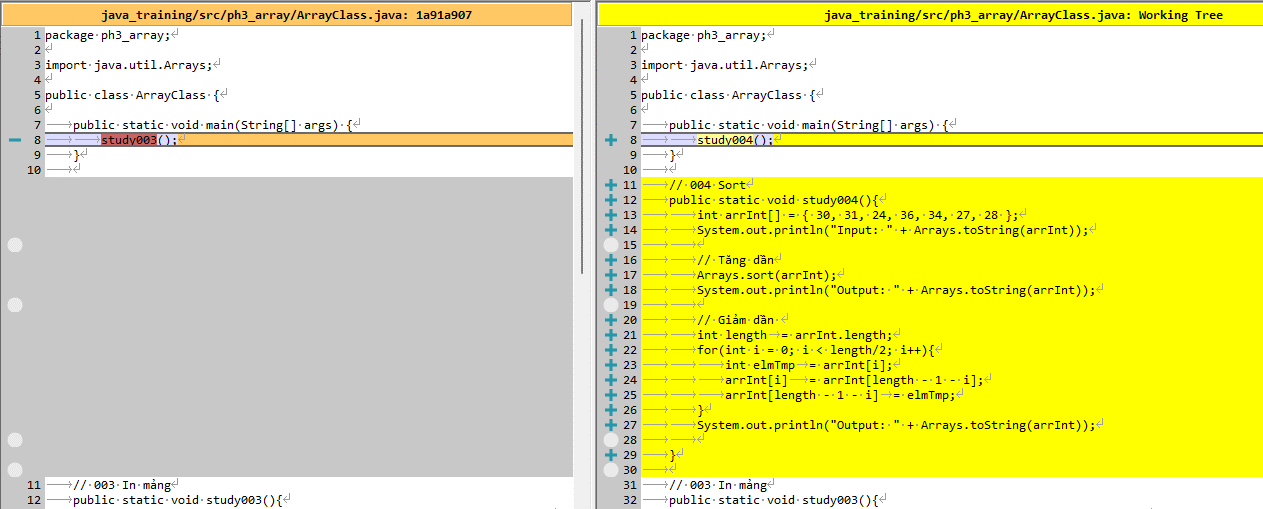 java_training/src/ph3_array/ArrayClass.java: 1a91a907
1 package ph3_array;
2
3 import java.util.Arrays;
4
5 public class ArrayClass {
6
7 public static void main(String[] args) {
8 study003();
9 }
10
11 // 003 In mảng
12 public static void study003(){
java_training/src/ph3_array/ArrayClass.java: Working Tree
1 package ph3_array;
2
3 import java.util.Arrays;
4
5 public class ArrayClass {
6
7 public static void main(String[] args) {
8 study004();
9 }
10
11 // 004 Sort
12 public static void study004(){
13 int arrInt[] = { 30, 31, 24, 36, 34, 27, 28 };
14 System.out.println("Input: " + Arrays.toString(arrInt));
15
16 // Tăng dần
17 Arrays.sort(arrInt);
18 System.out.println("Output: " + Arrays.toString(arrInt));
19
20 // Giảm dần
21 int length = arrInt.length;
22 for(int i = 0; i < length/2; i++){
23 int elmTmp = arrInt[i];
24 arrInt[i] = arrInt[length - 1 - i];
25 arrInt[length - 1 - i] = elmTmp;
26 }
27 System.out.println("Output: " + Arrays.toString(arrInt));
28
29 }
30
31 // 003 In mảng
32 public static void study003(){